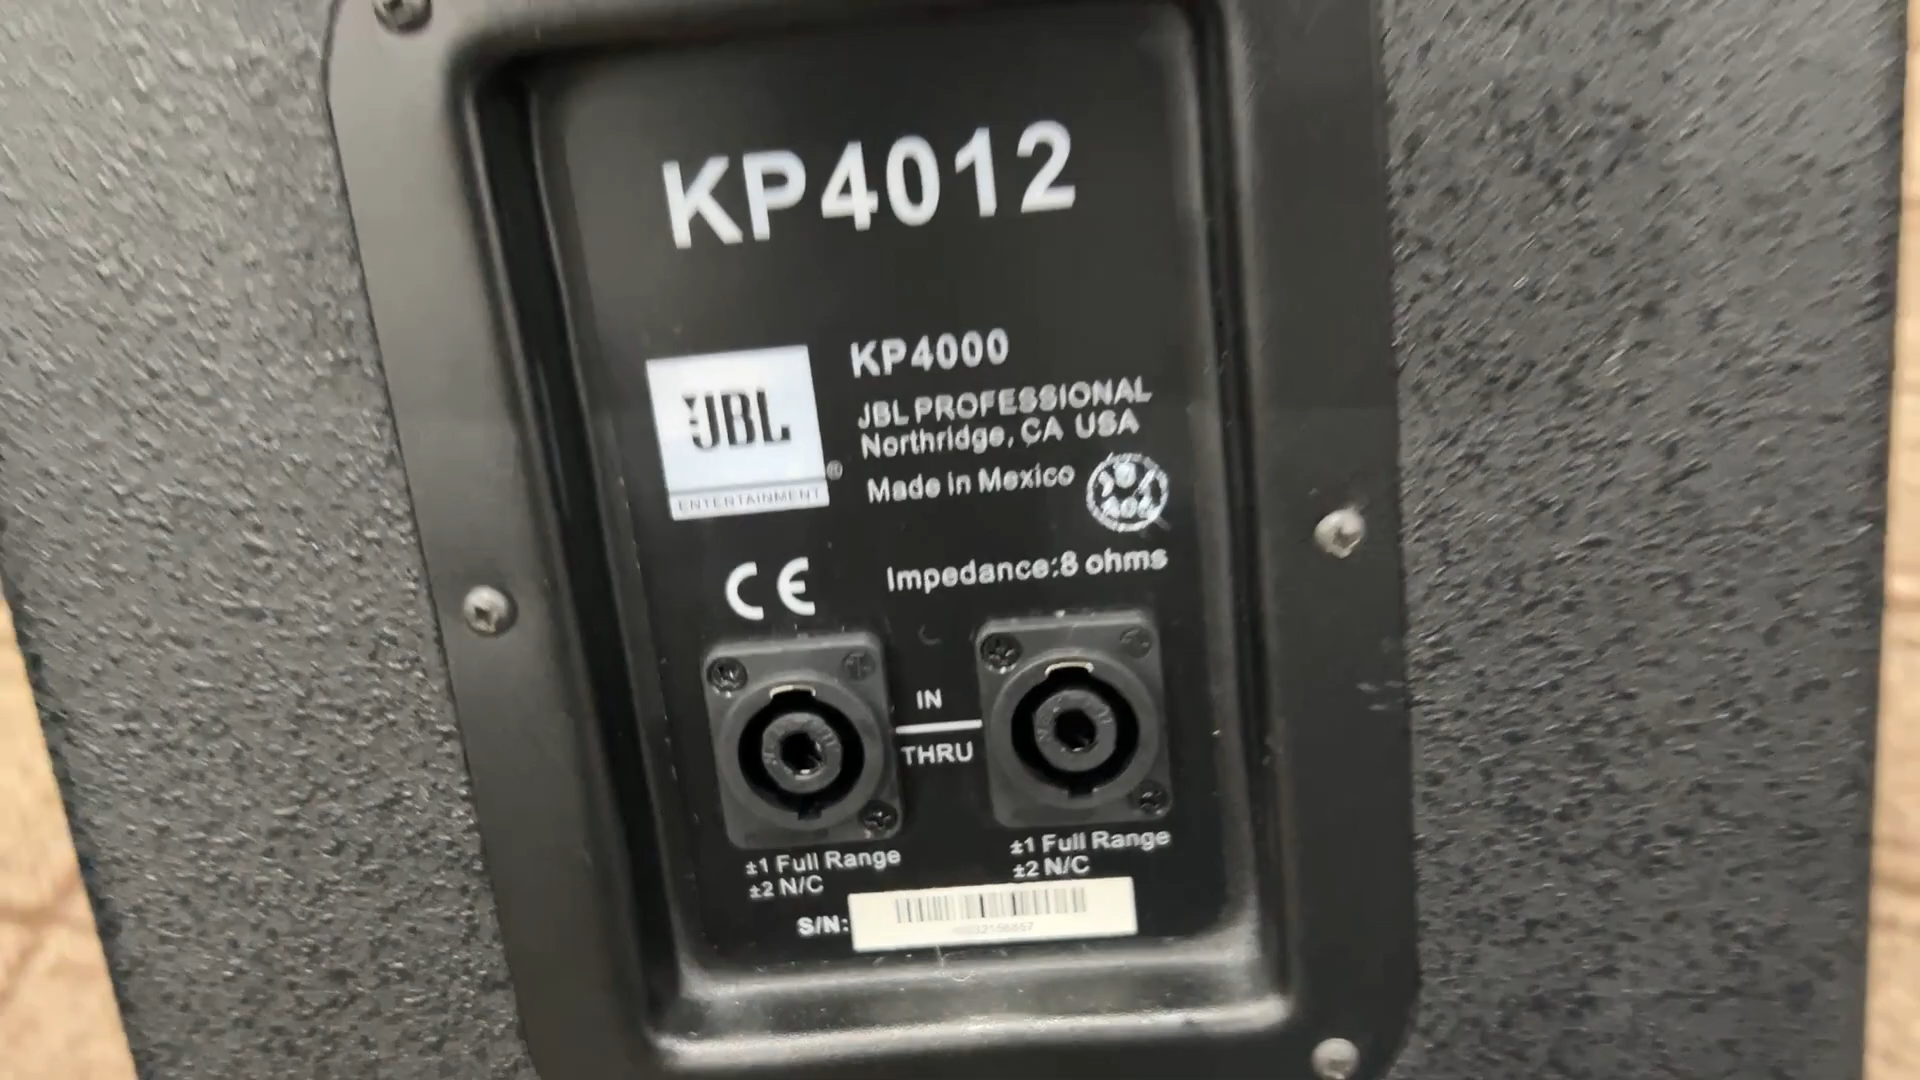 KP4012
JBL
ENTERTAINMENT
®
KP4000
JBL PROFESSIONAL
Northridge, CA USA
Made in Mexico
CE
Impedance:8 ohms
IN
THRU
±1 Full Range
±2 N/C
±1 Full Range
±2 N/C
S/N: